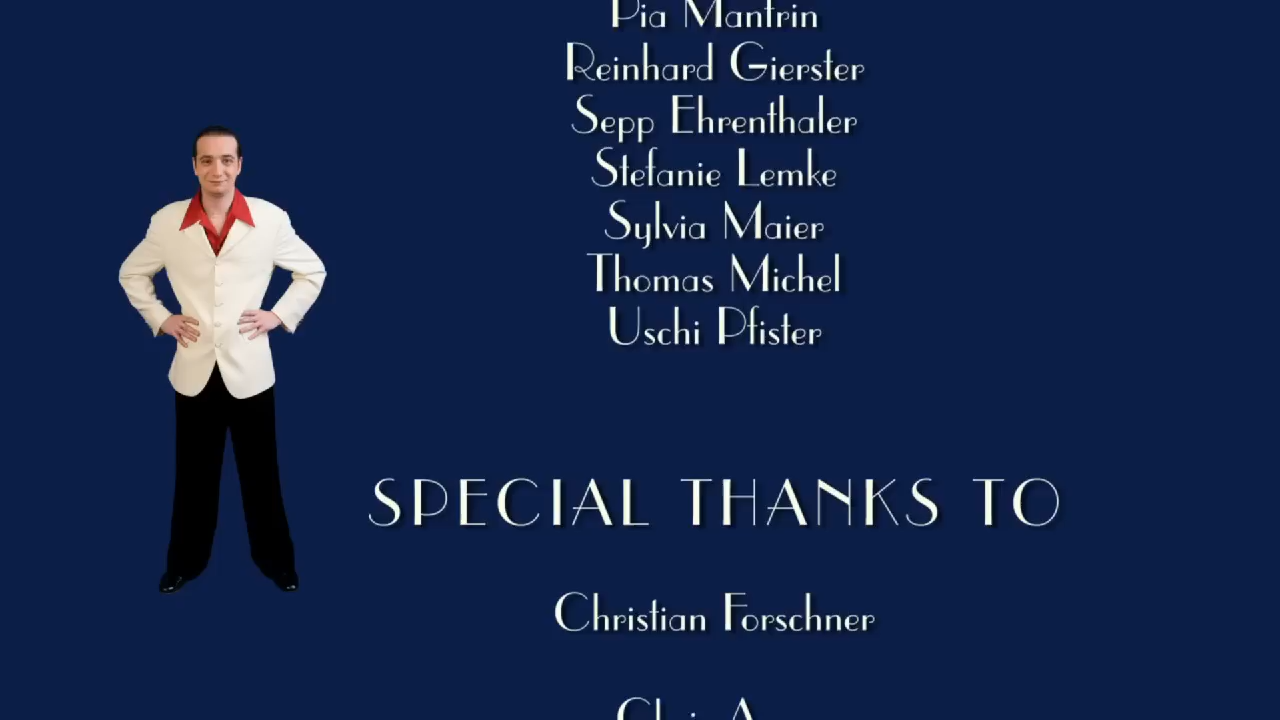 Pia Mantrin
Reinhard Gierster
Sepp Ehrenthaler
Stefanie Lemke
Sylvia Maier
Thomas Michel
Uschi Pfister
SPECIAL THANKS TO
Christian Forschner